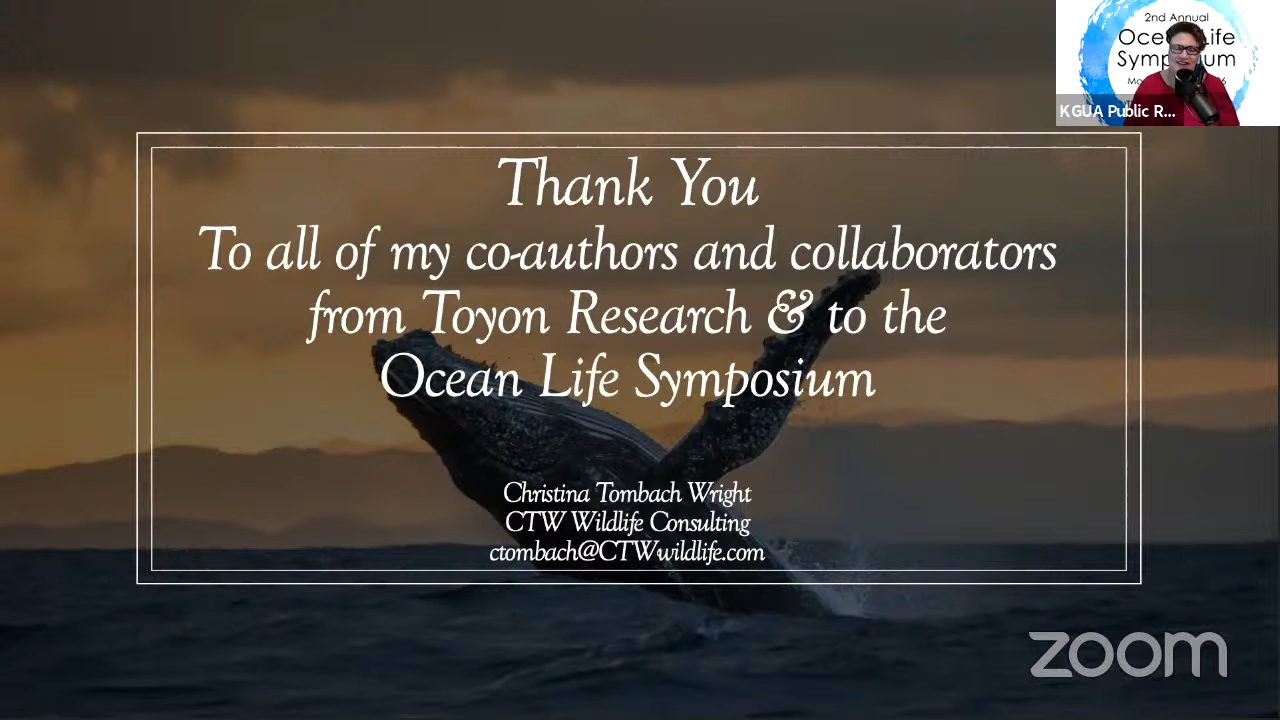 2nd Annual
Symposium
KGUA Public R...
Thank You
To all of my co-authors and collaborators
from Toyon Research & to the
Ocean Life Symposium
Christina Tombach Wright
CTW Wildlife Consulting
ctombach@CTWwildlife.com
zoom